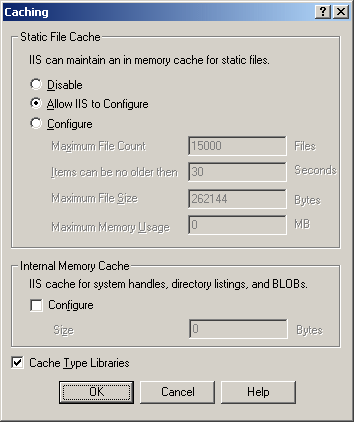 Caching
Static File Cache
IIS can maintain an in memory cache for static files.
Disable
Allow IIS to Configure
Configure
Maximum File Count 15000 Files
Items can be no older then 30 Seconds
Maximum File Size 262144 Bytes
Maximum Memory Usage 0 MB
Internal Memory Cache
IIS cache for system handles, directory listings, and BLOBs.
Configure
Size 0 Bytes
Cache Type Libraries
OK Cancel Help